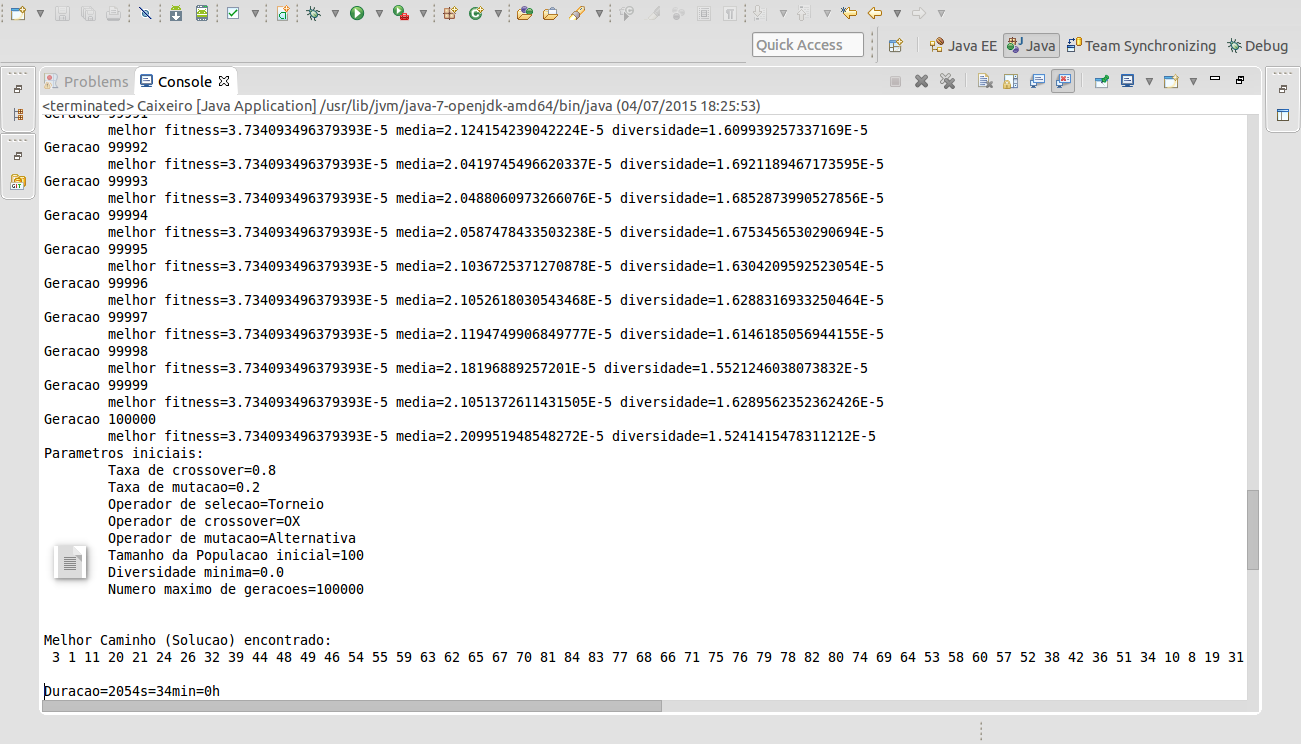 Quick Access
Java EE
Java
Team Synchronizing
Debug
Problems
Console
<terminated> Caixeiro [Java Application] /usr/lib/jvm/java-7-openjdk-amd64/bin/java (04/07/2015 18:25:53)
Geracao 99991
melhor fitness=3.734093496379393E-5 media=2.124154239042224E-5 diversidade=1.609939257337169E-5
Geracao 99992
melhor fitness=3.734093496379393E-5 media=2.0419745496620337E-5 diversidade=1.6921189467173595E-5
Geracao 99993
melhor fitness=3.734093496379393E-5 media=2.0488060973266076E-5 diversidade=1.6852873990527856E-5
Geracao 99994
melhor fitness=3.734093496379393E-5 media=2.0587478433503238E-5 diversidade=1.6753456530290694E-5
Geracao 99995
melhor fitness=3.734093496379393E-5 media=2.1036725371270878E-5 diversidade=1.6304209592523054E-5
Geracao 99996
melhor fitness=3.734093496379393E-5 media=2.1052618030543468E-5 diversidade=1.6288316933250464E-5
Geracao 99997
melhor fitness=3.734093496379393E-5 media=2.1194749906849777E-5 diversidade=1.6146185056944155E-5
Geracao 99998
melhor fitness=3.734093496379393E-5 media=2.18196889257201E-5 diversidade=1.5521246038073832E-5
Geracao 99999
melhor fitness=3.734093496379393E-5 media=2.1051372611431505E-5 diversidade=1.6289562352362426E-5
Geracao 100000
melhor fitness=3.734093496379393E-5 media=2.209951948548272E-5 diversidade=1.5241415478311212E-5
Parametros iniciais:
Taxa de crossover=0.8
Taxa de mutacao=0.2
Operador de selecao=Torneio
Operador de crossover=OX
Operador de mutacao=Alternativa
Tamanho da Populacao inicial=100
Diversidade minima=0.0
Numero maximo de geracoes=100000
Melhor Caminho (Solucao) encontrado:
3 1 11 20 21 24 26 32 39 44 48 49 46 54 55 59 63 62 65 67 70 81 84 83 77 68 66 71 75 76 79 78 82 80 74 69 64 53 58 60 57 52 38 42 36 51 34 10 8 19 31
Duracao=2054s=34min=0h